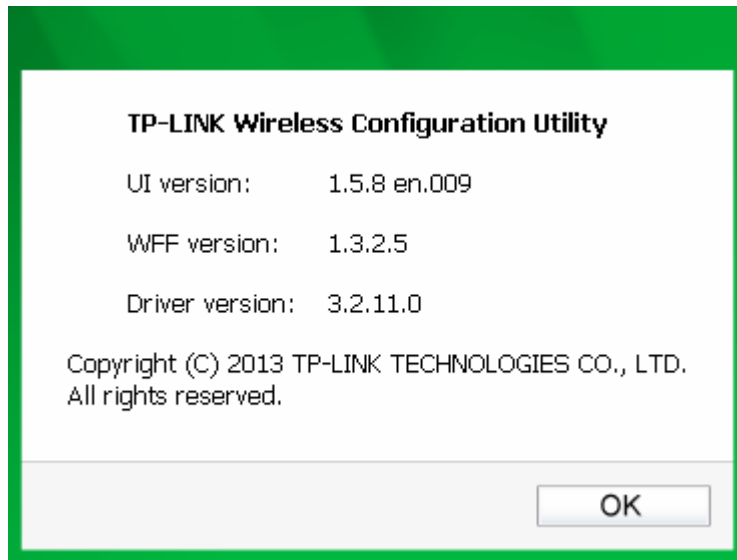 TP-LINK Wireless Configuration Utility
UI version: 1.5.8 en.009
WFF version: 1.3.2.5
Driver version: 3.2.11.0
Copyright (C) 2013 TP-LINK TECHNOLOGIES CO., LTD.
All rights reserved.
OK